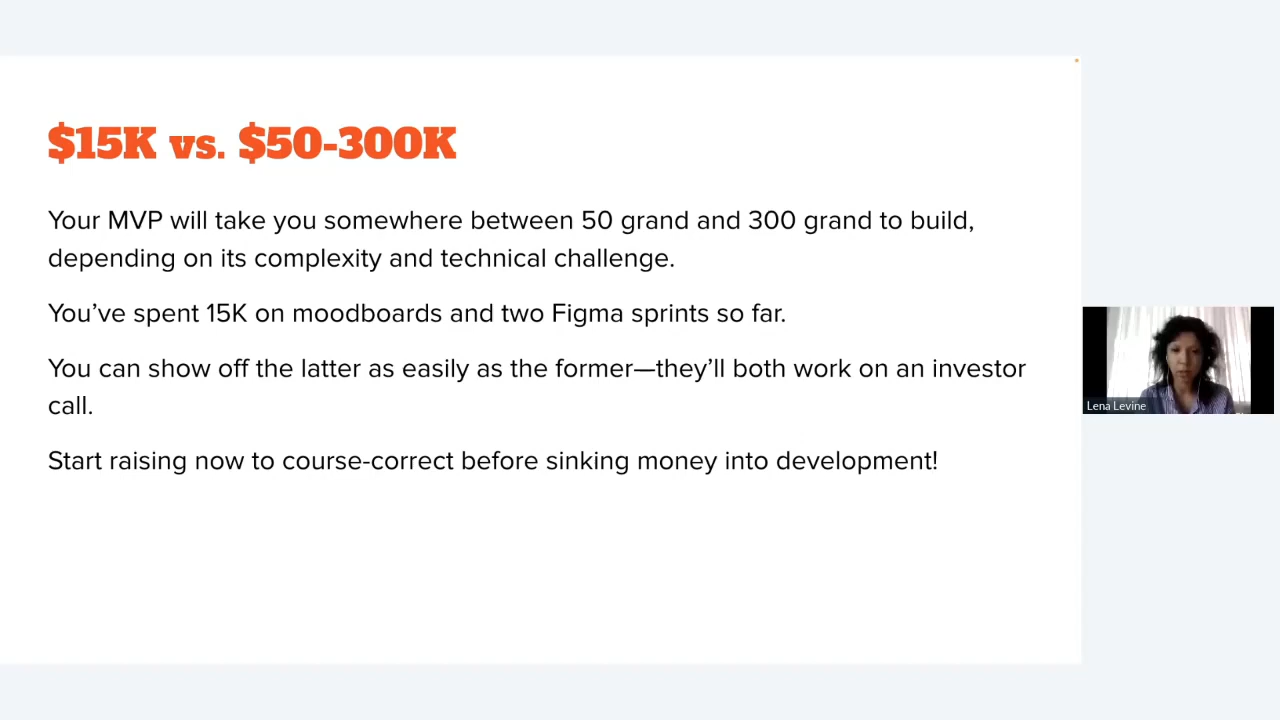 $15K vs. $50-300K
Your MVP will take you somewhere between 50 grand and 300 grand to build,
depending on its complexity and technical challenge.
You’ve spent 15K on moodboards and two Figma sprints so far.
You can show off the latter as easily as the former—they’ll both work on an investor
call.
Start raising now to course-correct before sinking money into development!
Lena Levine